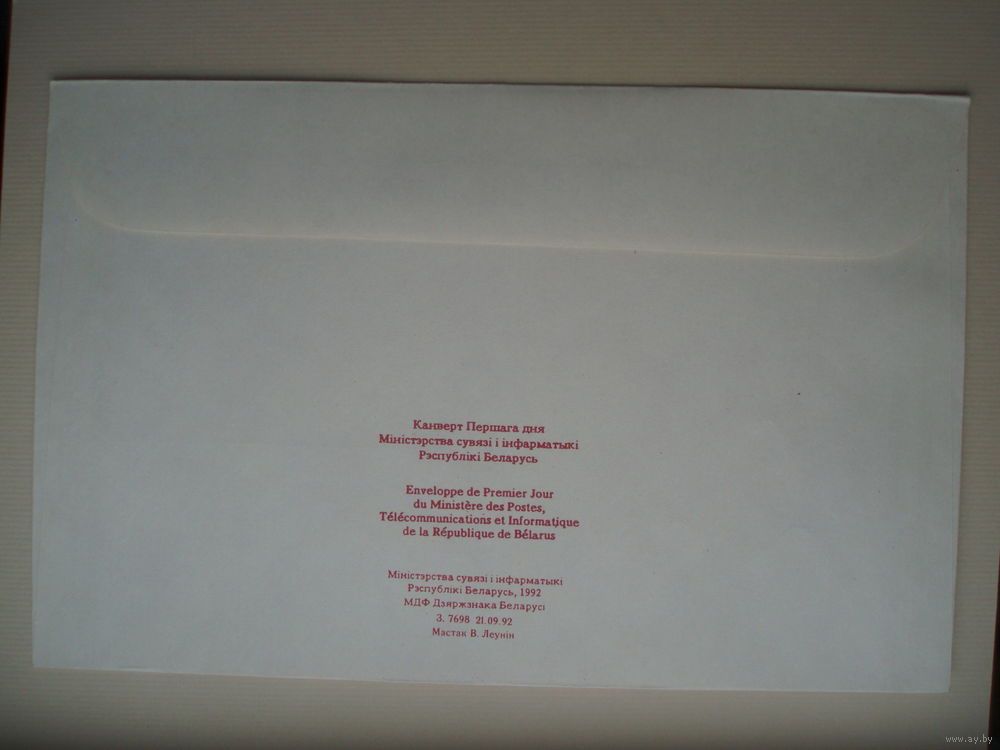 Канверт Першага дня
Міністэрства сувязі і інфарматыкі
Рэспублікі Беларусь
Enveloppe de Premier Jour
du Ministère des Postes,
Télécommunications et Informatique
de la République de Bélarus
Міністэрства сувязі і інфарматыкі
Рэспублікі Беларусь, 1992
МДФ Дзяржзнака Беларусі
З. 7698 21.09.92
Мастак В. Леунін
www.ay.by